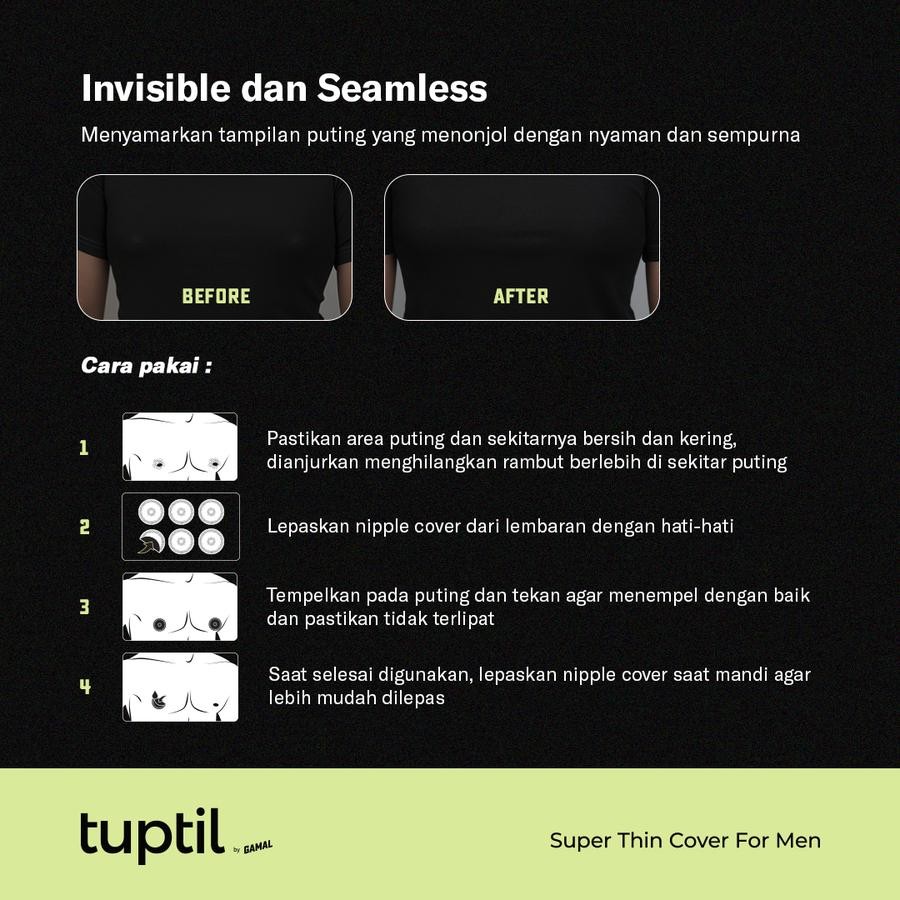 Invisible dan Seamless
Menyamarkan tampilan puting yang menonjol dengan nyaman dan sempurna
BEFORE
AFTER
Cara pakai :
1
Pastikan area puting dan sekitarnya bersih dan kering,
dianjurkan menghilangkan rambut berlebih di sekitar puting
2
Lepaskan nipple cover dari lembaran dengan hati-hati
3
Tempelkan pada puting dan tekan agar menempel dengan baik
dan pastikan tidak terlipat
4
Saat selesai digunakan, lepaskan nipple cover saat mandi agar
lebih mudah dilepas
tuptil by GAMAL
Super Thin Cover For Men